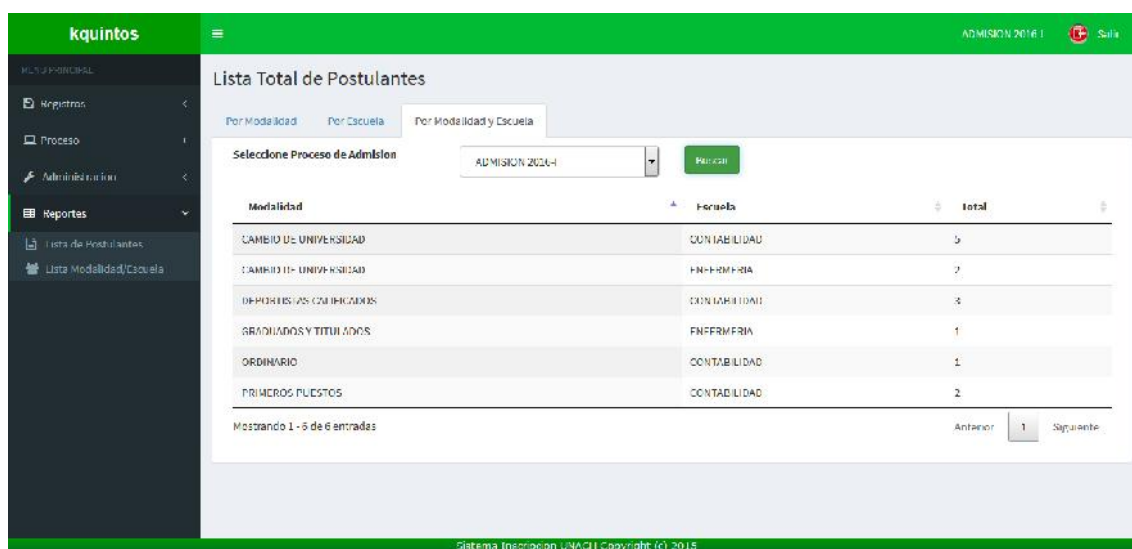 kquintos
ADMISION 2016-I
Salir
MENU PRINCIPAL
Lista Total de Postulantes
Registros
Por Modalidad
Por Escuela
Por Modalidad y Escuela
Proceso
Seleccione Proceso de Admision
ADMISION 2016-I
Buscar
Administracion
Reportes
Modalidad Escuela Total
Lista de Postulantes
Lista Modalidad/Escuela
CAMBIO DE UNIVERSIDAD CONTABILIDAD 5
CAMBIO DE UNIVERSIDAD ENFERMERIA 2
DEPORTISTAS CALIFICADOS CONTABILIDAD 3
GRADUADOS Y TITULADOS ENFERMERIA 1
ORDINARIO CONTABILIDAD 1
PRIMEROS PUESTOS CONTABILIDAD 2
Mostrando 1 - 6 de 6 entradas
Anterior 1 Siguiente
Sistema Inscripcion UNACH Copyright (c) 2015